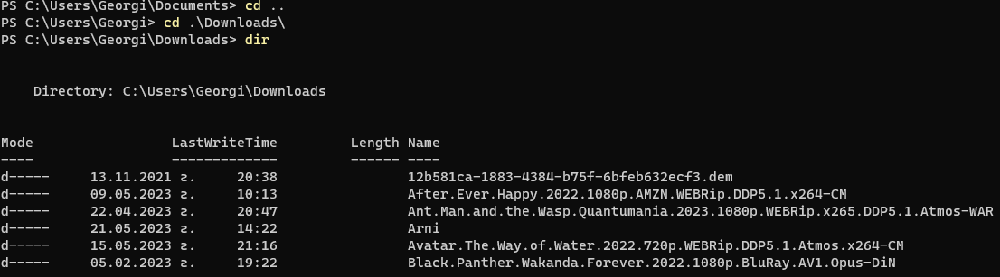 PS C:\Users\Georgi\Documents> cd ..
PS C:\Users\Georgi> cd .\Downloads\
PS C:\Users\Georgi\Downloads> dir
    Directory: C:\Users\Georgi\Downloads
Mode                 LastWriteTime         Length Name
----                 -------------         ------ ----
d-----     13.11.2021 г.     20:38                12b581ca-1883-4384-b75f-6bfeb632ecf3.dem
d-----     09.05.2023 г.     10:13                After.Ever.Happy.2022.1080p.AMZN.WEBRip.DDP5.1.x264-CM
d-----     22.04.2023 г.     20:47                Ant.Man.and.the.Wasp.Quantumania.2023.1080p.WEBRip.x265.DDP5.1.Atmos-WAR
d-----     21.05.2023 г.     14:22                Arni
d-----     15.05.2023 г.     21:16                Avatar.The.Way.of.Water.2022.720p.WEBRip.DDP5.1.Atmos.x264-CM
d-----     05.02.2023 г.     19:22                Black.Panther.Wakanda.Forever.2022.1080p.BluRay.AV1.Opus-DiN